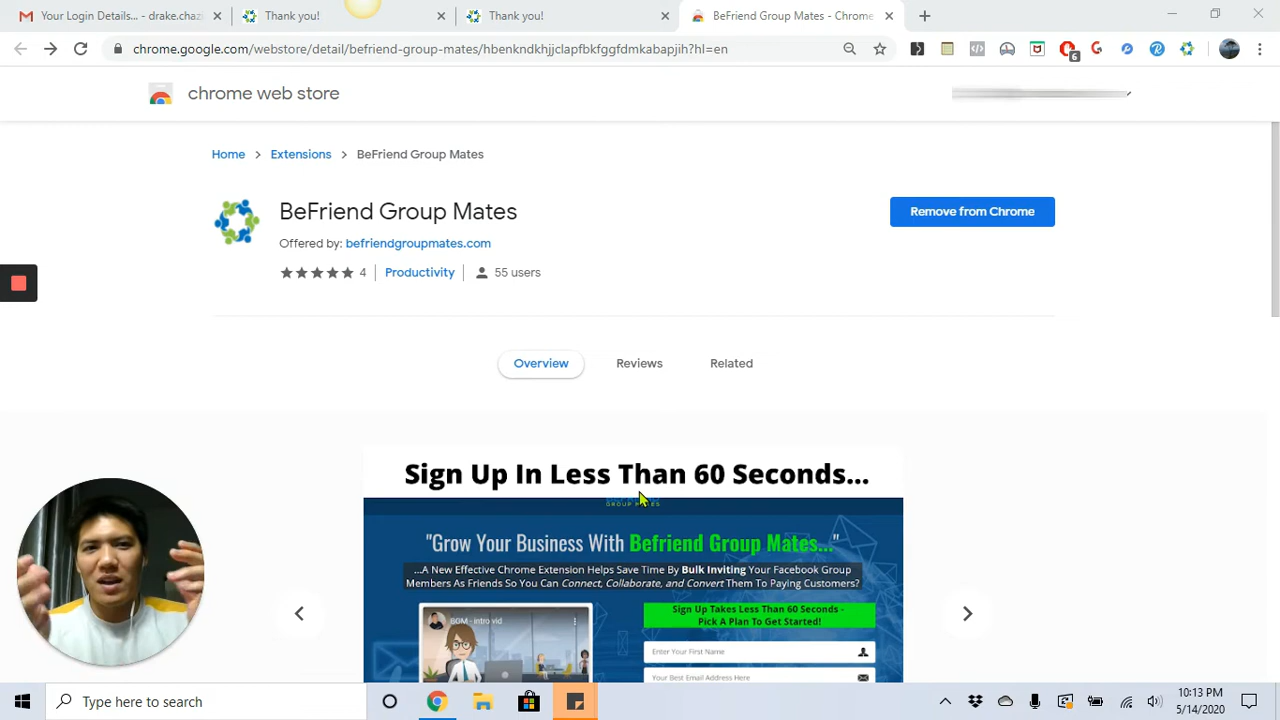 Your Login Details... - drake.chaz
Thank you!
Thank you!
BeFriend Group Mates - Chrome
chrome.google.com/webstore/detail/befriend-group-mates/hbenkndkhjjclapfbkfggfdmkabapjih?hl=en
6
chrome web store
Home > Extensions > BeFriend Group Mates
BeFriend Group Mates
Remove from Chrome
Offered by: befriendgroupmates.com
4 Productivity 55 users
Overview Reviews Related
Sign Up In Less Than 60 Seconds...
"Grow Your Business With Befriend Group Mates..."
...A New Effective Chrome Extension Helps Save Time By Bulk Inviting Your Facebook Group
Members As Friends So You Can Connect, Collaborate, and Convert Them To Paying Customers?
BGM - intro vid
Sign Up Takes Less Than 60 Seconds -
Pick A Plan To Get Started!
Enter Your First Name
Your Best Email Address Here
Type here to search
10:13 PM
5/14/2020